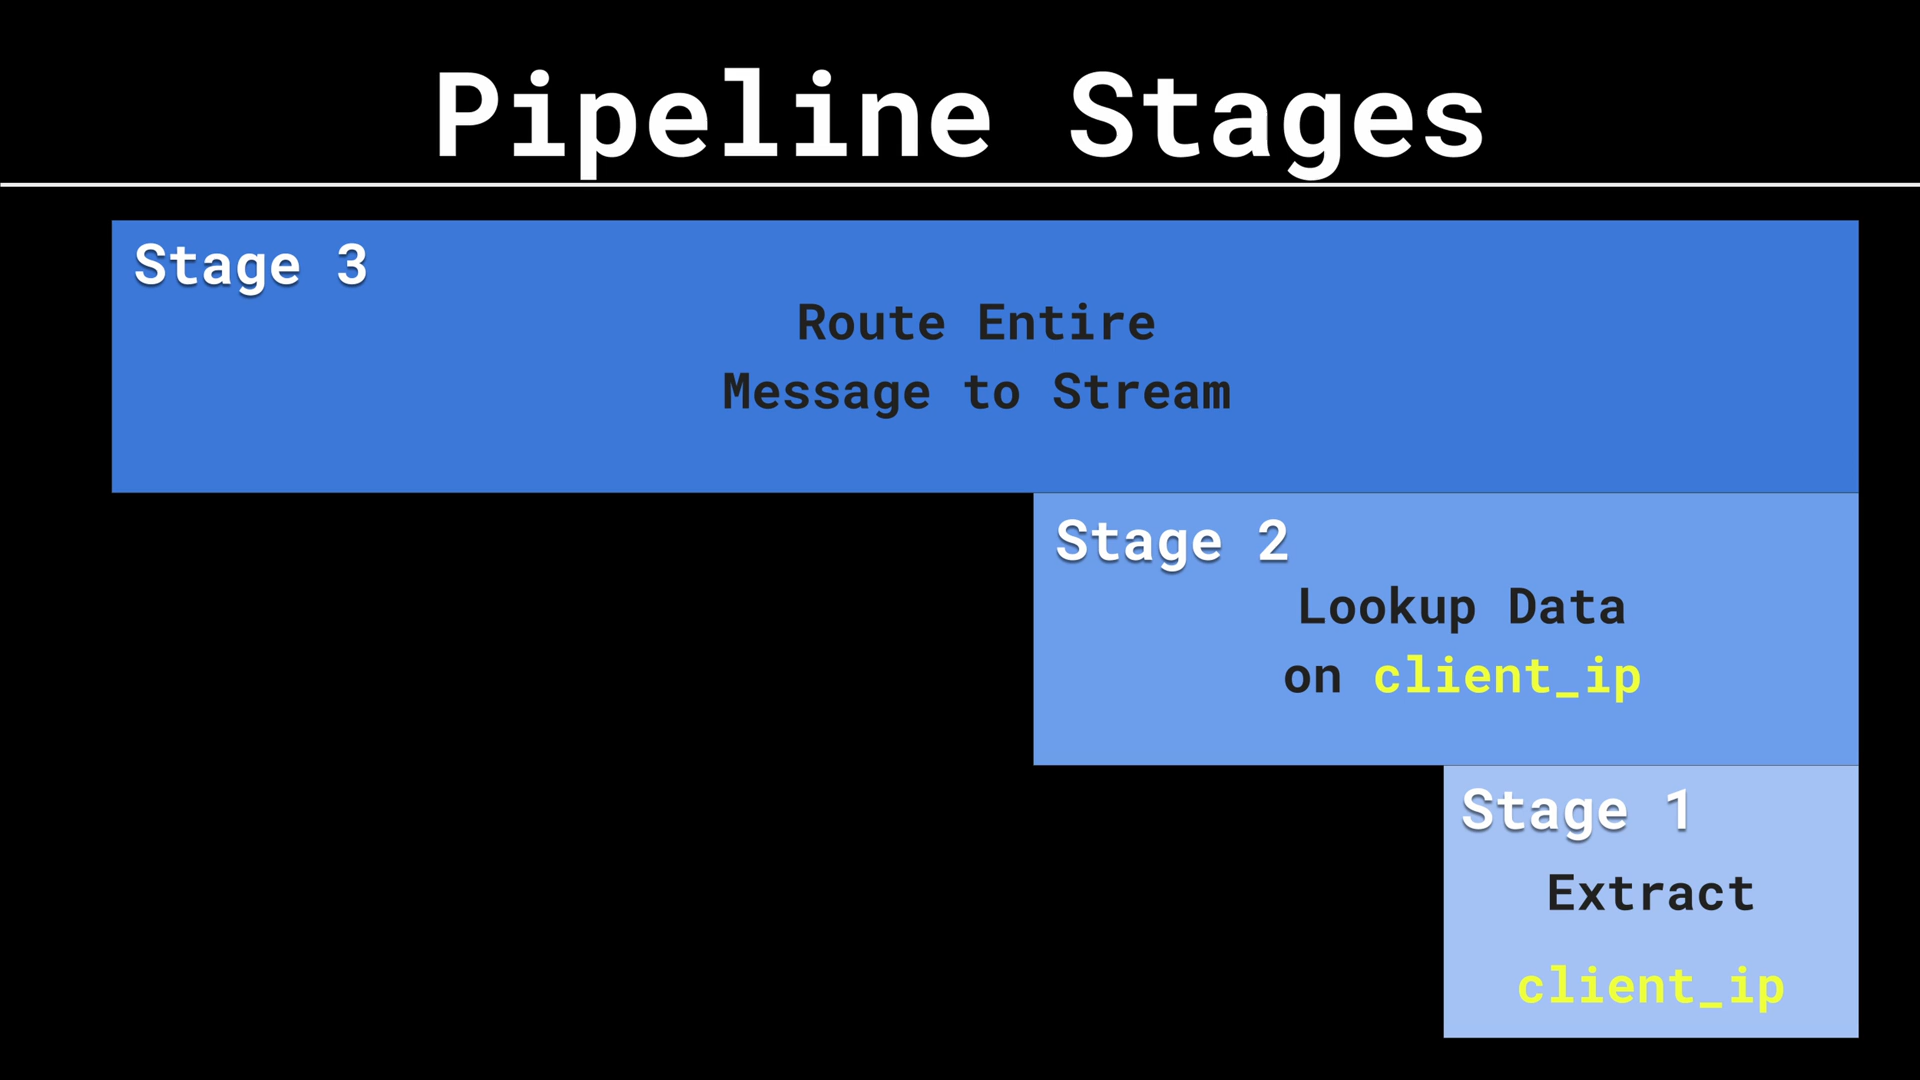 Pipeline Stages
Stage 3
Route Entire
Message to Stream
Stage 2
Lookup Data
on client_ip
Stage 1
Extract
client_ip